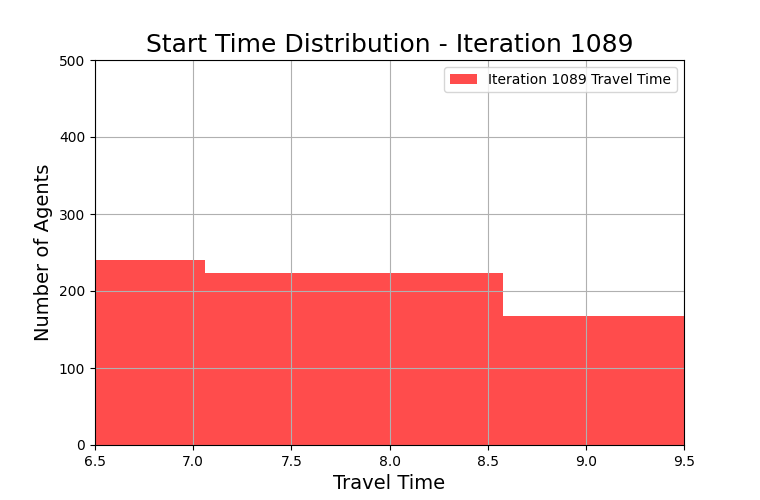 Start Time Distribution - Iteration 1089
500
Iteration 1089 Travel Time
400
300
200
100
0
Number of Agents
6.5 7.0 7.5 8.0 8.5 9.0 9.5
Travel Time